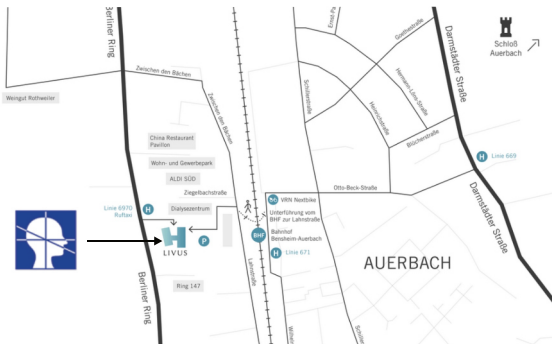 Berliner Ring
Ernst-Pa
Goethestraße
Darmstädter Straße
Schloß
Auerbach
Zwischen den Bächen
Zwischen den Bächen
Schillerstraße
Hermann-Löns-Straße
Heinrichstraße
Weingut Rothweiler
China Restaurant
Pavillon
Blücherstraße
Wohn- und Gewerbepark
H Linie 669
ALDI SÜD
Ziegelbachstraße
Otto-Beck-Straße
Linie 6970
Ruftaxi
H
Dialysezentrum
VRN Nextbike
Unterführung vom
BHF zur Lahnstraße
Darmstädter Straße
BHF
Bahnhof
Bensheim-Auerbach
P
LIVUS
H Linie 671
AUERBACH
Lahnstraße
Berliner Ring
Ring 147
Wilhe
Schille